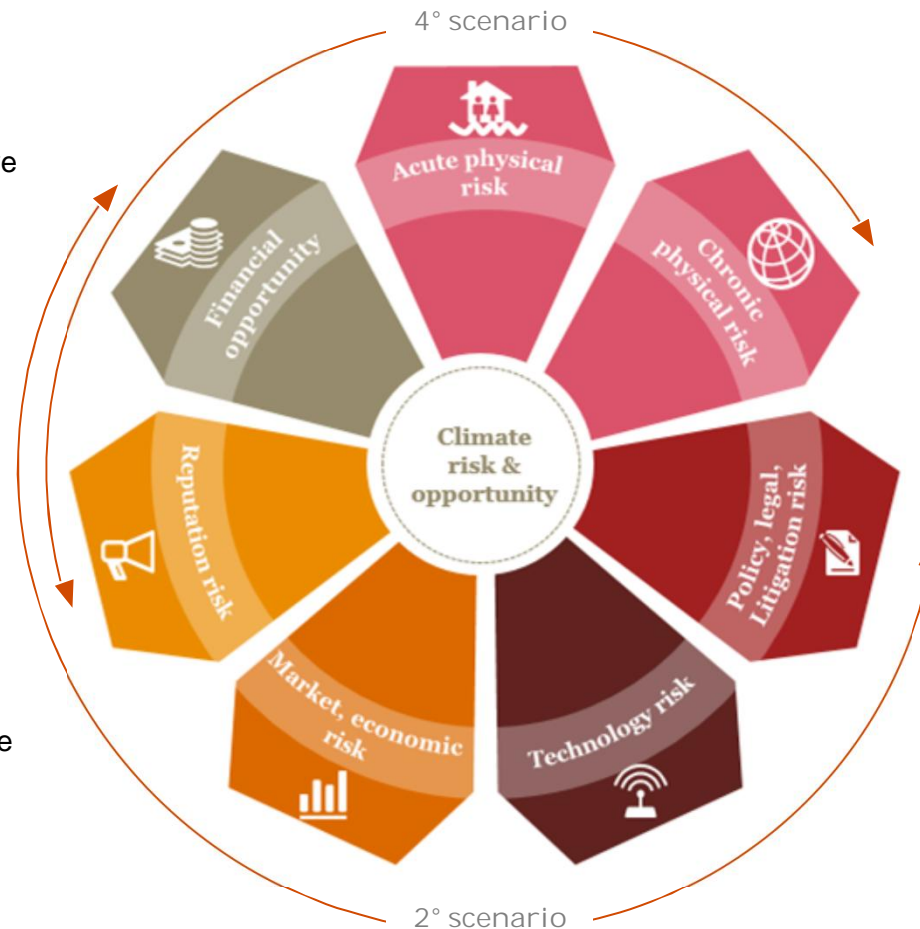 4° scenario
e
Acute physical
risk
Chronic
physical risk
Financial
opportunity
Climate
risk &
opportunity
Policy, legal,
Litigation risk
Reputation risk
Technology risk
Market, economic
risk
e
2° scenario